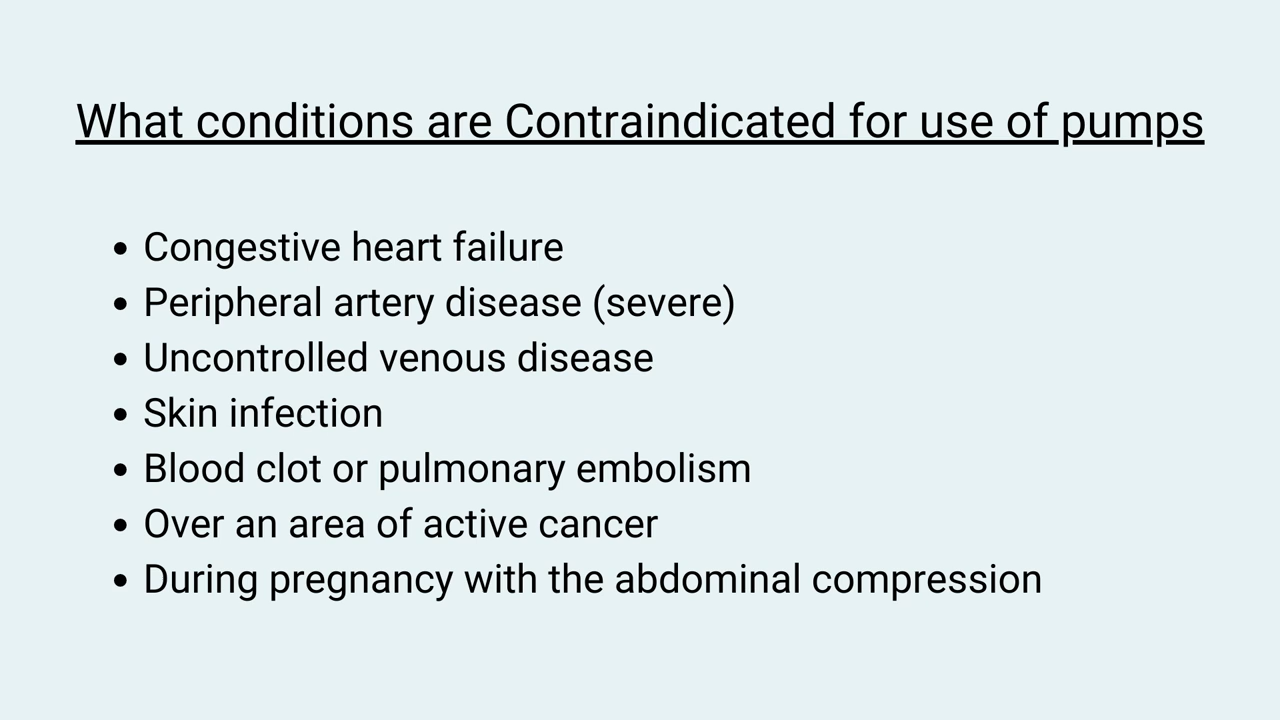 What conditions are Contraindicated for use of pumps
• Congestive heart failure
• Peripheral artery disease (severe)
• Uncontrolled venous disease
• Skin infection
• Blood clot or pulmonary embolism
• Over an area of active cancer
• During pregnancy with the abdominal compression